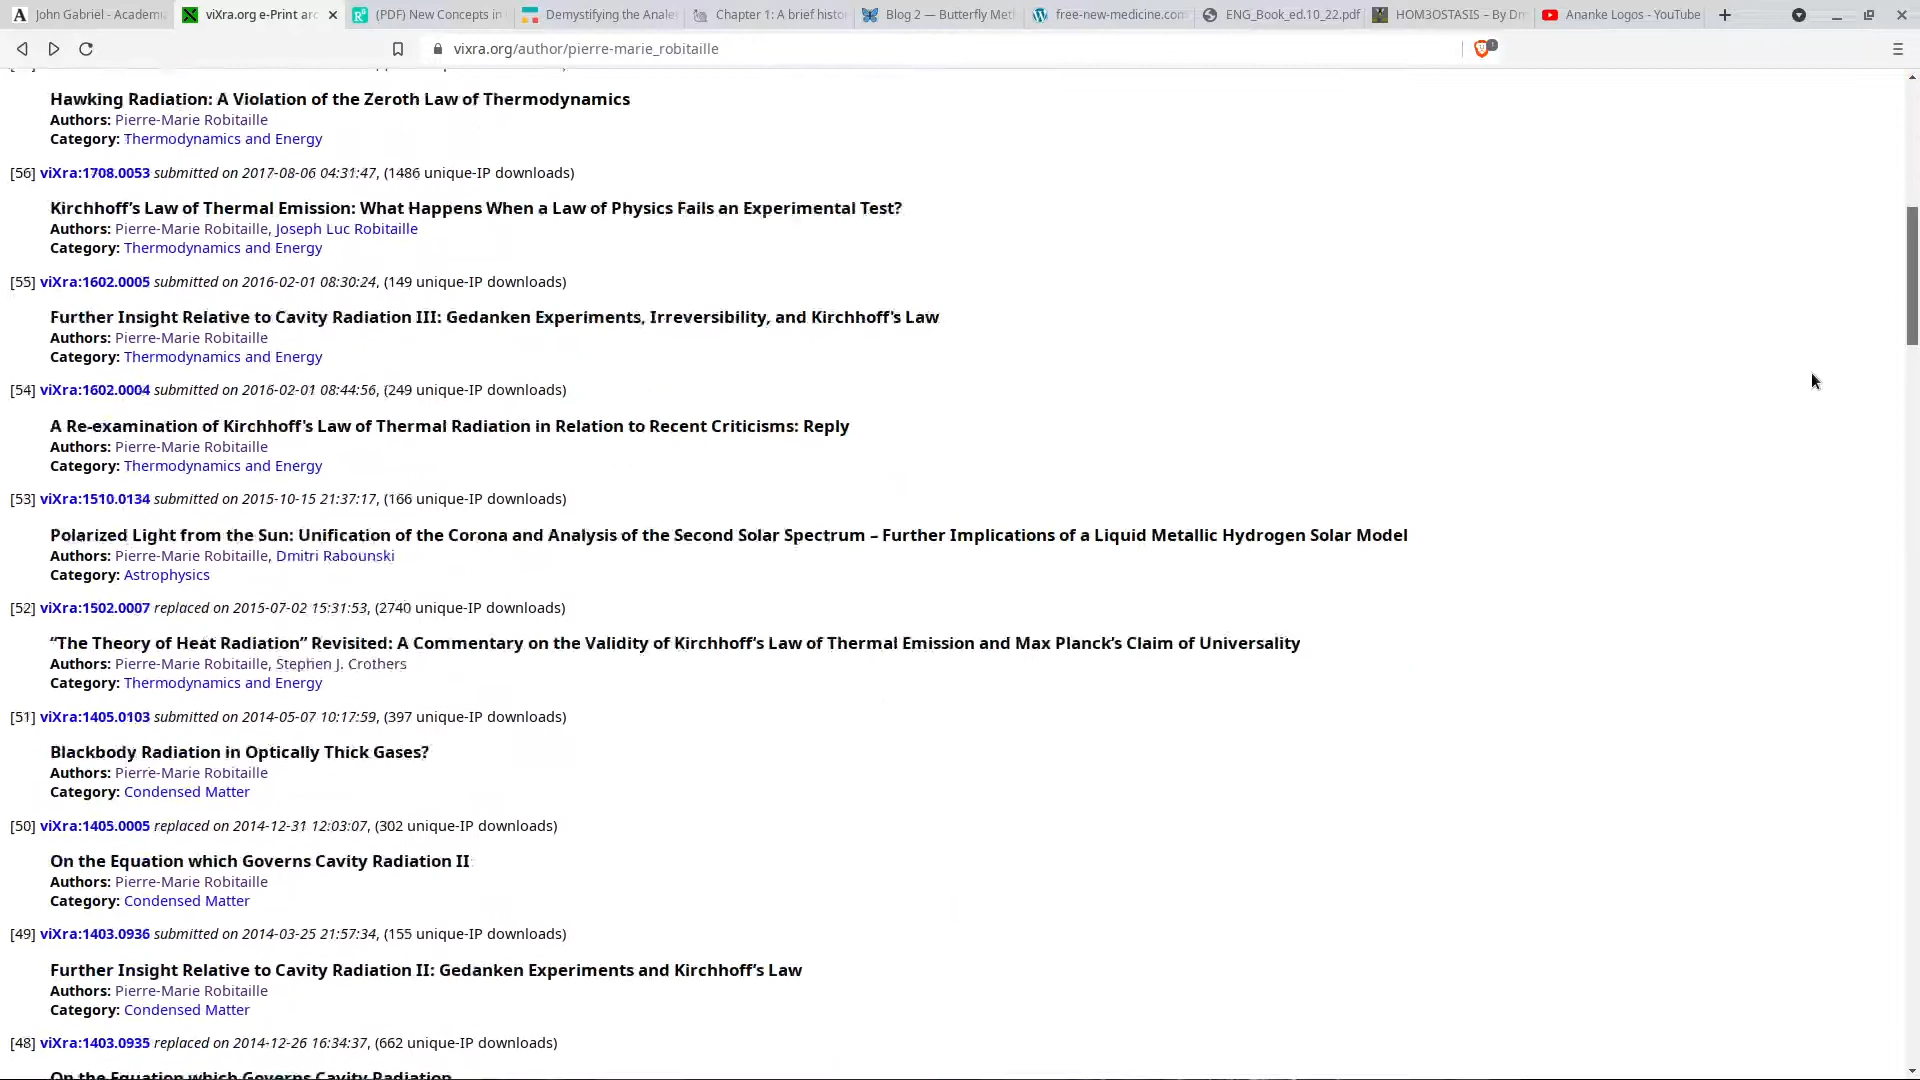 John Gabriel - Academi
viXra.org e-Print arc
(PDF) New Concepts in
Demystifying the Anale
Chapter 1: A brief histo
Blog 2 — Butterfly Met
free-new-medicine.com
ENG_Book_ed.10_22.pdf
HOM3OSTASIS – By Dr
Ananke Logos - YouTube
vixra.org/author/pierre-marie_robitaille
Hawking Radiation: A Violation of the Zeroth Law of Thermodynamics
Authors: Pierre-Marie Robitaille
Category: Thermodynamics and Energy
[56] viXra:1708.0053 submitted on 2017-08-06 04:31:47, (1486 unique-IP downloads)
Kirchhoff’s Law of Thermal Emission: What Happens When a Law of Physics Fails an Experimental Test?
Authors: Pierre-Marie Robitaille, Joseph Luc Robitaille
Category: Thermodynamics and Energy
[55] viXra:1602.0005 submitted on 2016-02-01 08:30:24, (149 unique-IP downloads)
Further Insight Relative to Cavity Radiation III: Gedanken Experiments, Irreversibility, and Kirchhoff's Law
Authors: Pierre-Marie Robitaille
Category: Thermodynamics and Energy
[54] viXra:1602.0004 submitted on 2016-02-01 08:44:56, (249 unique-IP downloads)
A Re-examination of Kirchhoff's Law of Thermal Radiation in Relation to Recent Criticisms: Reply
Authors: Pierre-Marie Robitaille
Category: Thermodynamics and Energy
[53] viXra:1510.0134 submitted on 2015-10-15 21:37:17, (166 unique-IP downloads)
Polarized Light from the Sun: Unification of the Corona and Analysis of the Second Solar Spectrum – Further Implications of a Liquid Metallic Hydrogen Solar Model
Authors: Pierre-Marie Robitaille, Dmitri Rabounski
Category: Astrophysics
[52] viXra:1502.0007 replaced on 2015-07-02 15:31:53, (2740 unique-IP downloads)
“The Theory of Heat Radiation” Revisited: A Commentary on the Validity of Kirchhoff’s Law of Thermal Emission and Max Planck’s Claim of Universality
Authors: Pierre-Marie Robitaille, Stephen J. Crothers
Category: Thermodynamics and Energy
[51] viXra:1405.0103 submitted on 2014-05-07 10:17:59, (397 unique-IP downloads)
Blackbody Radiation in Optically Thick Gases?
Authors: Pierre-Marie Robitaille
Category: Condensed Matter
[50] viXra:1405.0005 replaced on 2014-12-31 12:03:07, (302 unique-IP downloads)
On the Equation which Governs Cavity Radiation II
Authors: Pierre-Marie Robitaille
Category: Condensed Matter
[49] viXra:1403.0936 submitted on 2014-03-25 21:57:34, (155 unique-IP downloads)
Further Insight Relative to Cavity Radiation II: Gedanken Experiments and Kirchhoff’s Law
Authors: Pierre-Marie Robitaille
Category: Condensed Matter
[48] viXra:1403.0935 replaced on 2014-12-26 16:34:37, (662 unique-IP downloads)
On the Equation which Governs Cavity Radiation